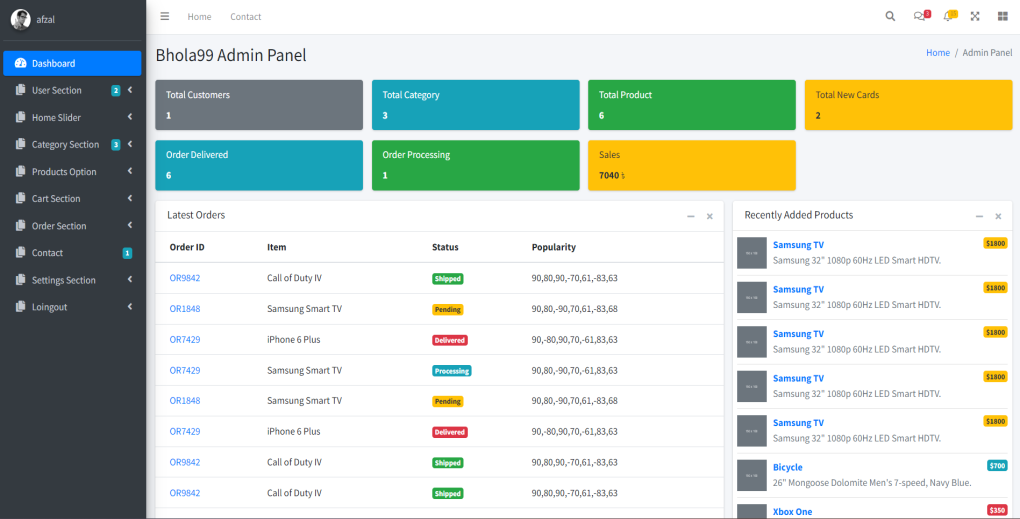 afzal
Home Contact 3 15
Dashboard
User Section 2
Home Slider
Category Section 3
Products Option
Cart Section
Order Section
Contact 1
Settings Section
Loingout
Bhola99 Admin Panel
Home / Admin Panel
Total Customers
1
Total Category
3
Total Product
6
Total New Cards
2
Order Delivered
6
Order Processing
1
Sales
7040 ৳
Latest Orders
Order ID Item Status Popularity
OR9842 Call of Duty IV Shipped 90,80,90,-70,61,-83,63
OR1848 Samsung Smart TV Pending 90,80,-90,70,61,-83,68
OR7429 iPhone 6 Plus Delivered 90,-80,90,70,-61,83,63
OR7429 Samsung Smart TV Processing 90,80,-90,70,-61,83,63
OR1848 Samsung Smart TV Pending 90,80,-90,70,61,-83,68
OR7429 iPhone 6 Plus Delivered 90,-80,90,70,-61,83,63
OR9842 Call of Duty IV Shipped 90,80,90,-70,61,-83,63
OR9842 Call of Duty IV Shipped 90,80,90,-70,61,-83,63
Recently Added Products
Samsung TV $1800
Samsung 32" 1080p 60Hz LED Smart HDTV.
Samsung TV $1800
Samsung 32" 1080p 60Hz LED Smart HDTV.
Samsung TV $1800
Samsung 32" 1080p 60Hz LED Smart HDTV.
Samsung TV $1800
Samsung 32" 1080p 60Hz LED Smart HDTV.
Samsung TV $1800
Samsung 32" 1080p 60Hz LED Smart HDTV.
Bicycle $700
26" Mongoose Dolomite Men's 7-speed, Navy Blue.
Xbox One $350